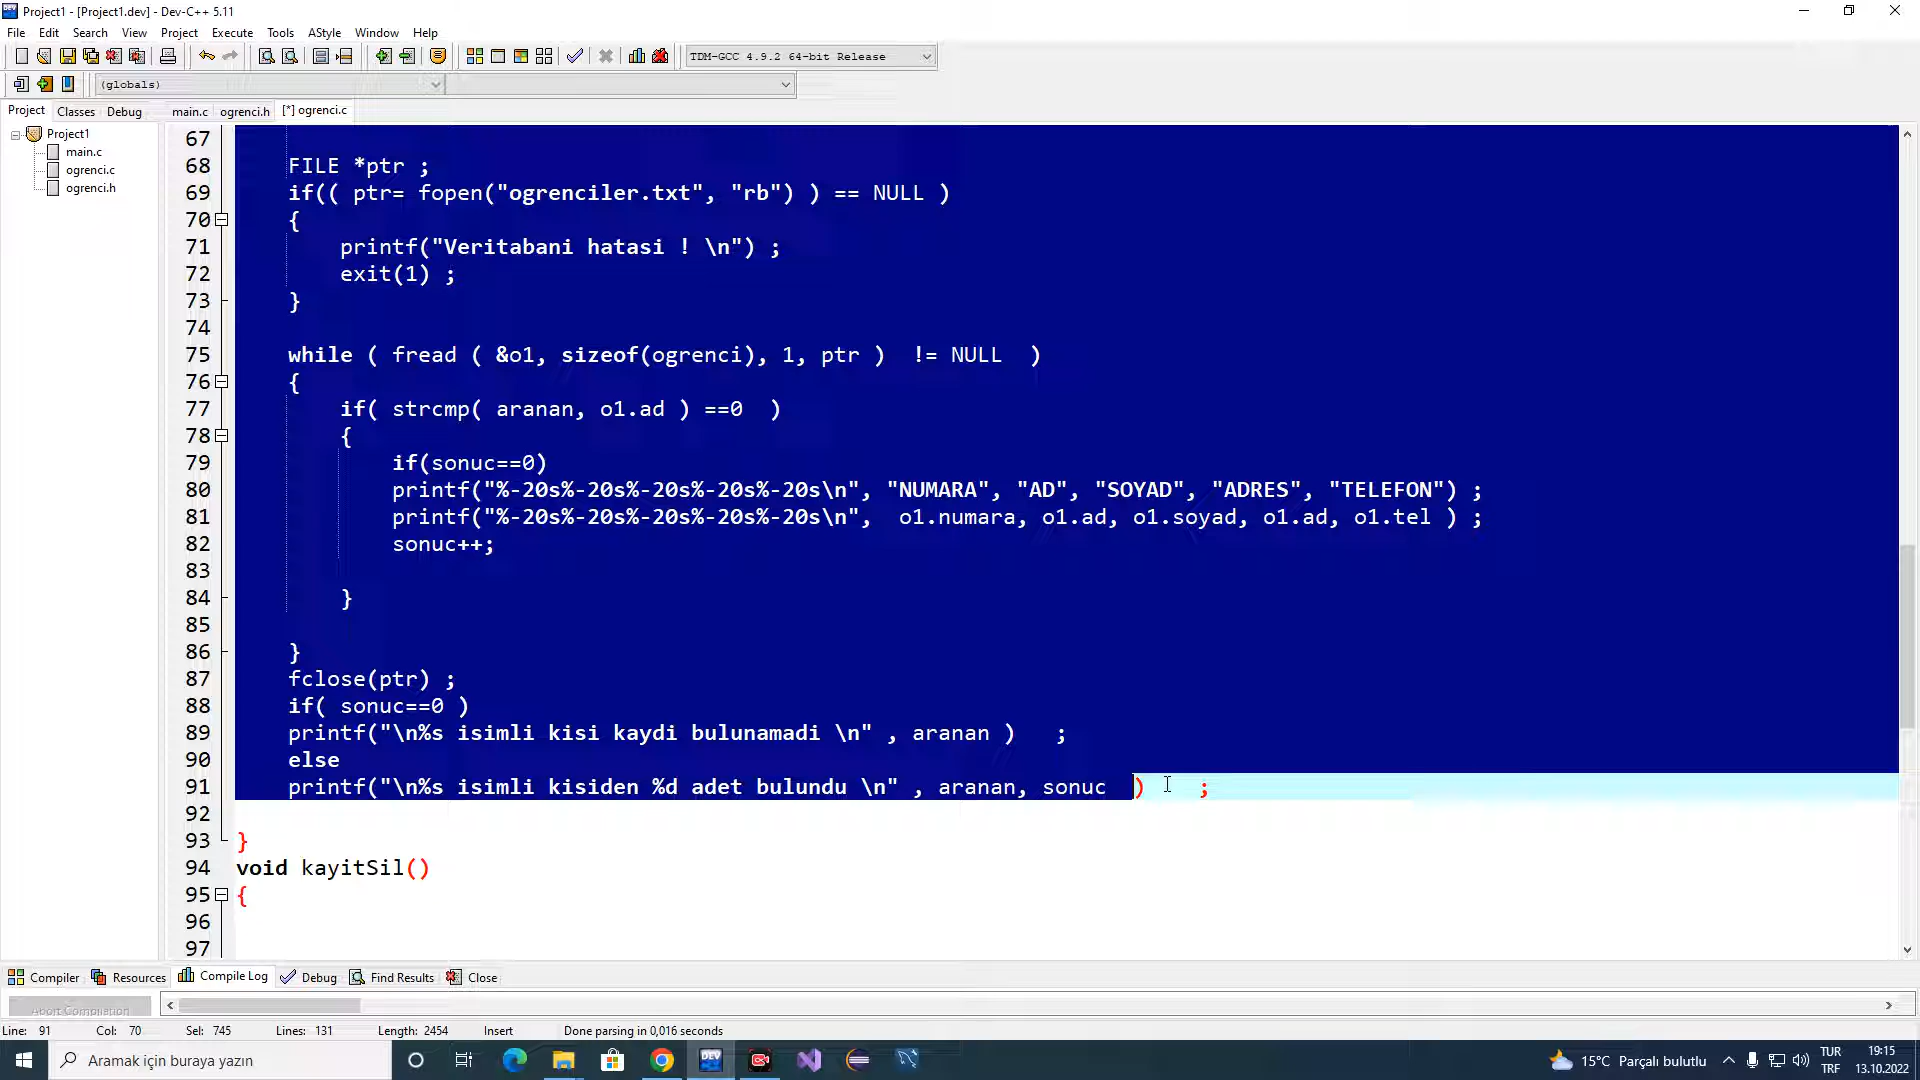 Project1 - [Project1.dev] - Dev-C++ 5.11
File Edit Search View Project Execute Tools AStyle Window Help
TDM-GCC 4.9.2 64-bit Release
(globals)
Project Classes Debug main.c ogrenci.h [*] ogrenci.c
Project1
main.c
ogrenci.c
ogrenci.h
67
68 FILE *ptr ;
69 if(( ptr= fopen("ogrenciler.txt", "rb") ) == NULL )
70 {
71 printf("Veritabani hatasi ! \n") ;
72 exit(1) ;
73 }
74
75 while ( fread ( &o1, sizeof(ogrenci), 1, ptr ) != NULL )
76 {
77 if( strcmp( aranan, o1.ad ) ==0 )
78 {
79 if(sonuc==0)
80 printf("%-20s%-20s%-20s%-20s%-20s\n", "NUMARA", "AD", "SOYAD", "ADRES", "TELEFON") ;
81 printf("%-20s%-20s%-20s%-20s%-20s\n", o1.numara, o1.ad, o1.soyad, o1.ad, o1.tel ) ;
82 sonuc++;
83
84 }
85
86 }
87 fclose(ptr) ;
88 if( sonuc==0 )
89 printf("\n%s isimli kisi kaydi bulunamadi \n" , aranan ) ;
90 else
91 printf("\n%s isimli kisiden %d adet bulundu \n" , aranan, sonuc ) ;
92
93 }
94 void kayitSil()
95 {
96
97
Compiler Resources Compile Log Debug Find Results Close
Abort Compilation
Line: 91 Col: 70 Sel: 745 Lines: 131 Length: 2454 Insert Done parsing in 0,016 seconds
Aramak için buraya yazın
DEV
15°C Parçalı bulutlu
TUR
TRF
19:15
13.10.2022